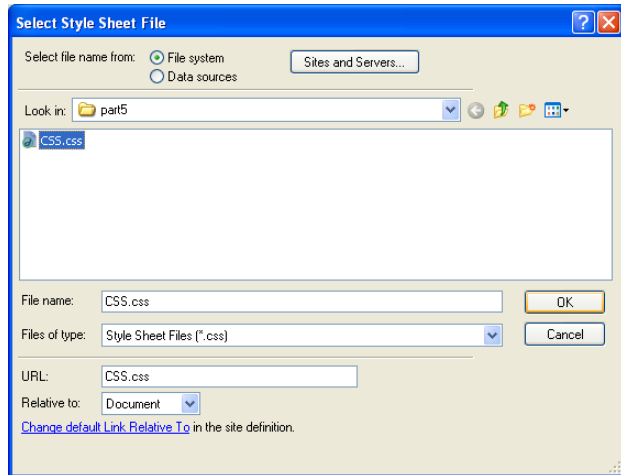 Select Style Sheet File
Select file name from: File system
Data sources
Sites and Servers...
Look in: part5
CSS.css
File name: CSS.css
OK
Files of type: Style Sheet Files (*.css)
Cancel
URL: CSS.css
Relative to: Document
Change default Link Relative To in the site definition.